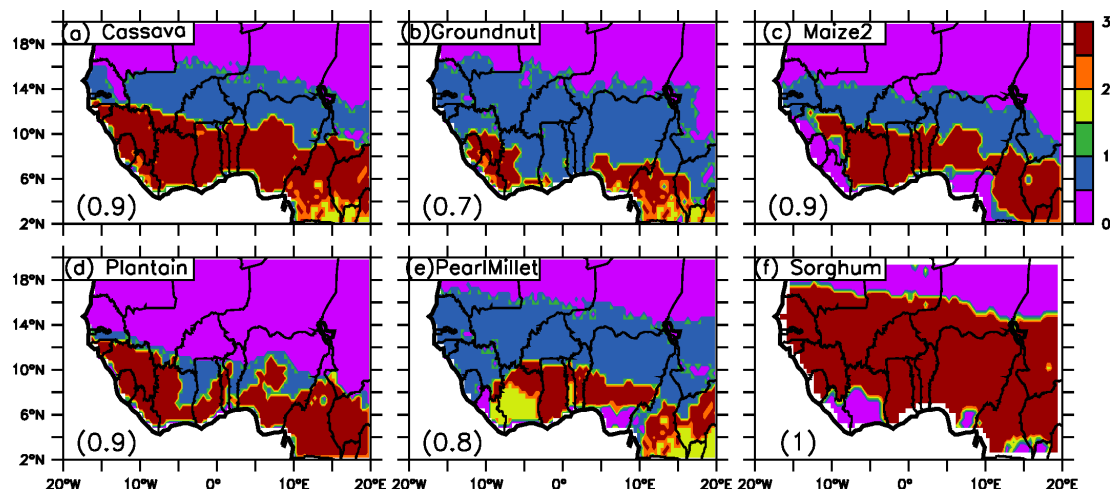 (a) Cassava
(b) Groundnut
(c) Maize2
18°N
14°N
10°N
6°N
2°N
(0.9)
(0.7)
(0.9)
3
2
1
0
(d) Plantain
(e) PearlMillet
(f) Sorghum
18°N
14°N
10°N
6°N
2°N
(0.9)
(0.8)
(1)
20°W 10°W 0° 10°E 20°W 10°W 0° 10°E 20°W 10°W 0° 10°E 20°E